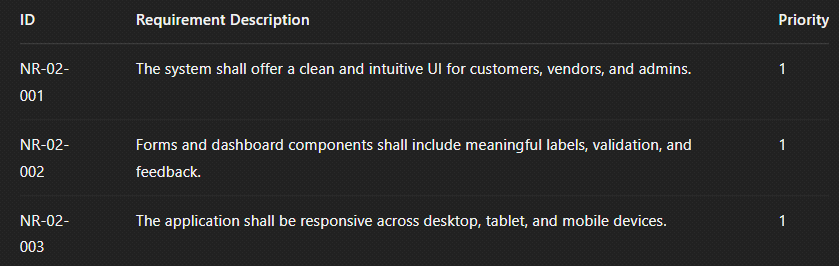 ID Requirement Description Priority
NR-02- The system shall offer a clean and intuitive UI for customers, vendors, and admins. 1
001
NR-02- Forms and dashboard components shall include meaningful labels, validation, and 1
002 feedback.
NR-02- The application shall be responsive across desktop, tablet, and mobile devices. 1
003